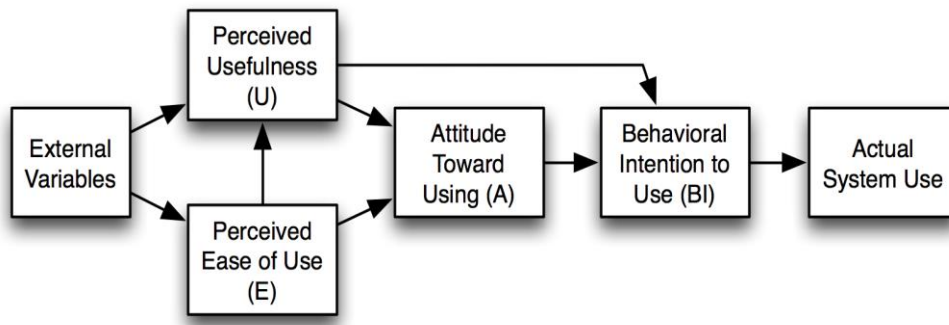 External
Variables
Perceived
Usefulness
(U)
Perceived
Ease of Use
(E)
Attitude
Toward
Using (A)
Behavioral
Intention to
Use (BI)
Actual
System Use